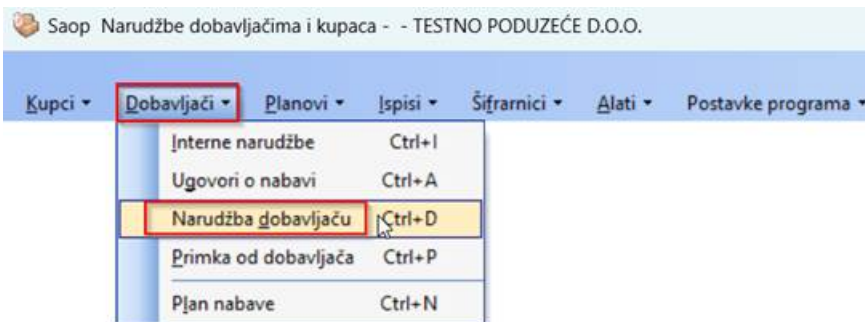 Saop Narudžbe dobavljačima i kupaca - - TESTNO PODUZEĆE D.O.O.
Kupci Dobavljači Planovi Ispisi Šifrarnici Alati Postavke programa
Interne narudžbe Ctrl+I
Ugovori o nabavi Ctrl+A
Narudžba dobavljaču Ctrl+D
Primka od dobavljača Ctrl+P
Plan nabave Ctrl+N